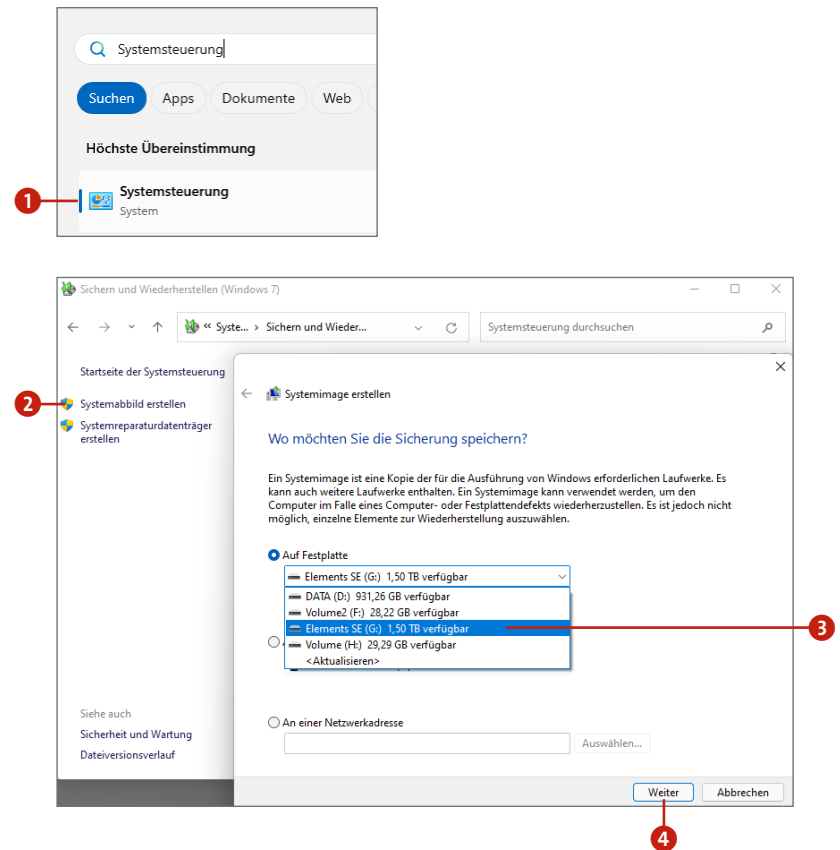 Systemsteuerung
Suchen Apps Dokumente Web
Höchste Übereinstimmung
1
Systemsteuerung
System
Sichern und Wiederherstellen (Windows 7)
« Syste... > Sichern und Wieder...
Systemsteuerung durchsuchen
Startseite der Systemsteuerung
2
Systemabbild erstellen
Systemreparaturdatenträger
erstellen
Siehe auch
Sicherheit und Wartung
Dateiversionsverlauf
Systemimage erstellen
Wo möchten Sie die Sicherung speichern?
Ein Systemimage ist eine Kopie der für die Ausführung von Windows erforderlichen Laufwerke. Es
kann auch weitere Laufwerke enthalten. Ein Systemimage kann verwendet werden, um den
Computer im Falle eines Computer- oder Festplattendefekts wiederherzustellen. Es ist jedoch nicht
möglich, einzelne Elemente zur Wiederherstellung auszuwählen.
Auf Festplatte
Elements SE (G:) 1,50 TB verfügbar
DATA (D:) 931,26 GB verfügbar
Volume2 (F:) 28,22 GB verfügbar
Elements SE (G:) 1,50 TB verfügbar
3
Volume (H:) 29,29 GB verfügbar
<Aktualisieren>
An einer Netzwerkadresse
Auswählen...
Weiter Abbrechen
4